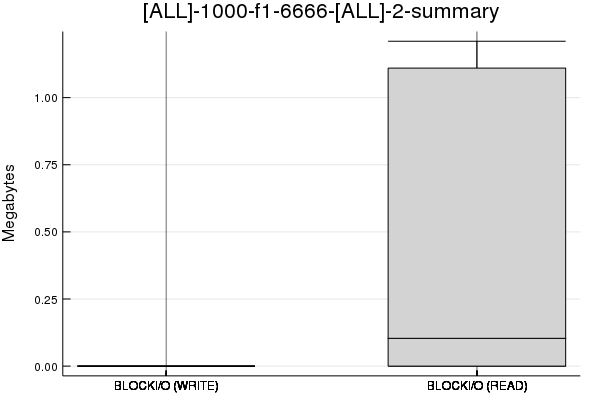 [ALL]-1000-f1-6666-[ALL]-2-summary
Megabytes
1.00
0.75
0.50
0.25
0.00
BLOCKI/O (WRITE)
BLOCKI/O (READ)